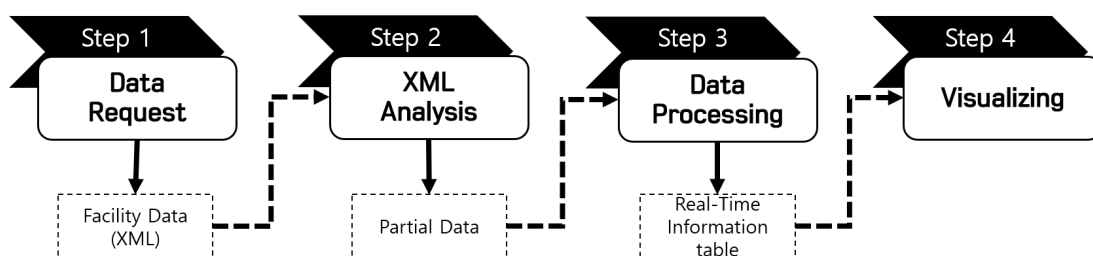 Step 1
Data
Request
Facility Data
(XML)
Step 2
XML
Analysis
Partial Data
Step 3
Data
Processing
Real-Time
Information
table
Step 4
Visualizing